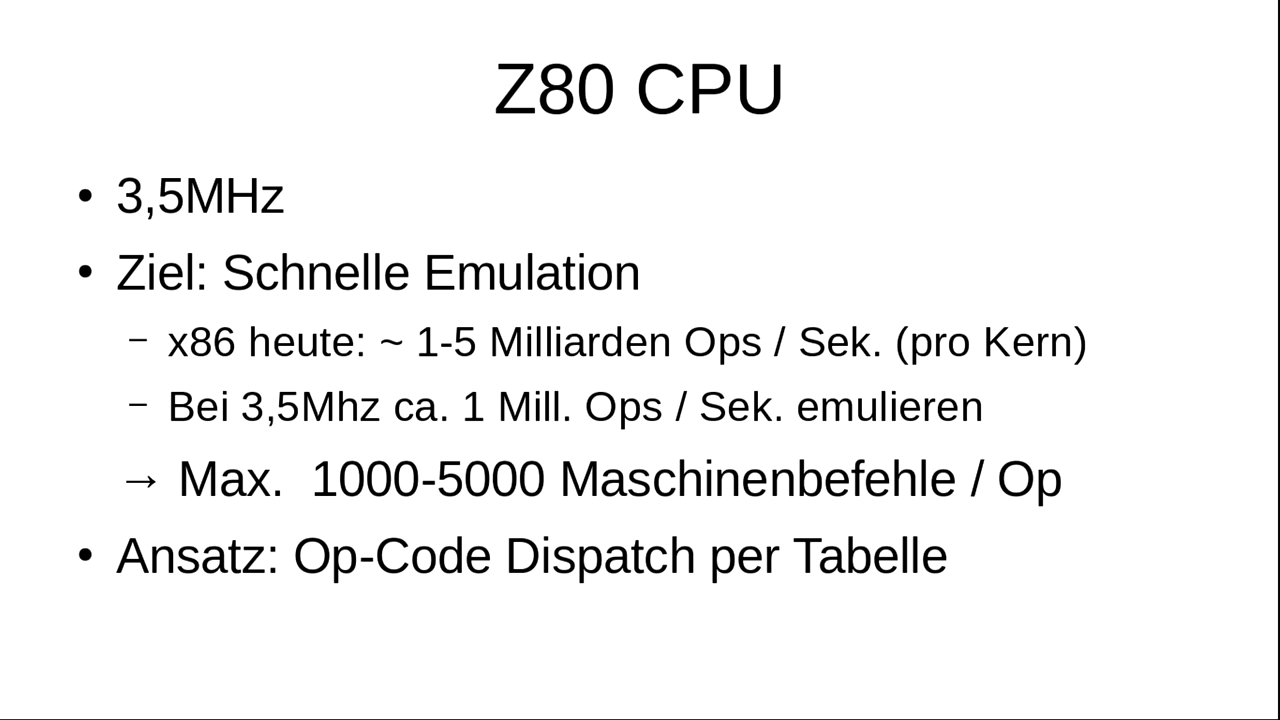 Z80 CPU
• 3,5MHz
• Ziel: Schnelle Emulation
– x86 heute: ~ 1-5 Milliarden Ops / Sek. (pro Kern)
– Bei 3,5Mhz ca. 1 Mill. Ops / Sek. emulieren
→ Max.  1000-5000 Maschinenbefehle / Op
• Ansatz: Op-Code Dispatch per Tabelle